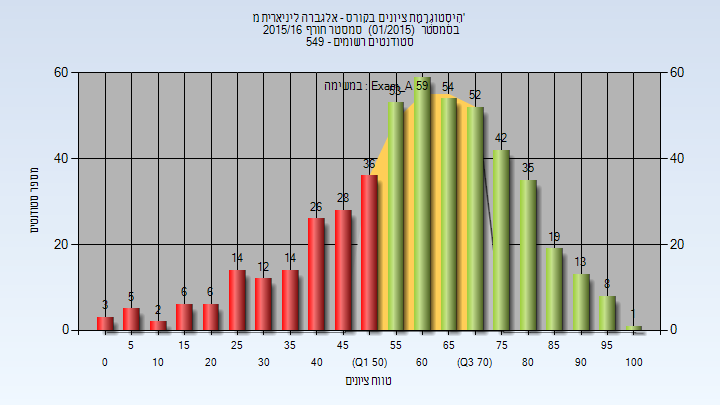 היסטוגרמת ציונים בקורס - אלגברה ליניארית מ'
בסמסטר (01/2015) סמסטר חורף 2015/16
סטודנטים רשומים - 549
במשימה : Exam_A
60 60
40 40
20 20
0 0
מספר סטודנטים
3 5 2 6 6 14 12 14 26 28 36 53 59 54 52 42 35 19 13 8 1
5 15 25 35 45 55 65 75 85 95
0 10 20 30 40 (Q1 50) 60 (Q3 70) 80 90 100
טווח ציונים